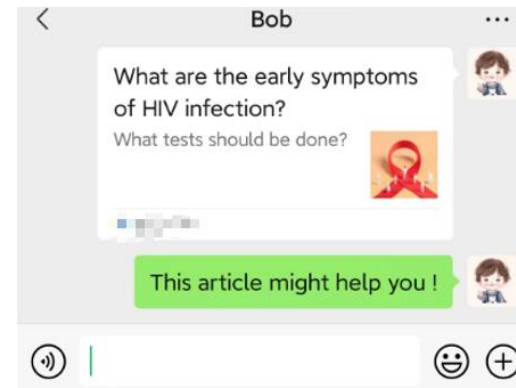 Bob
What are the early symptoms
of HIV infection?
What tests should be done?
This article might help you !